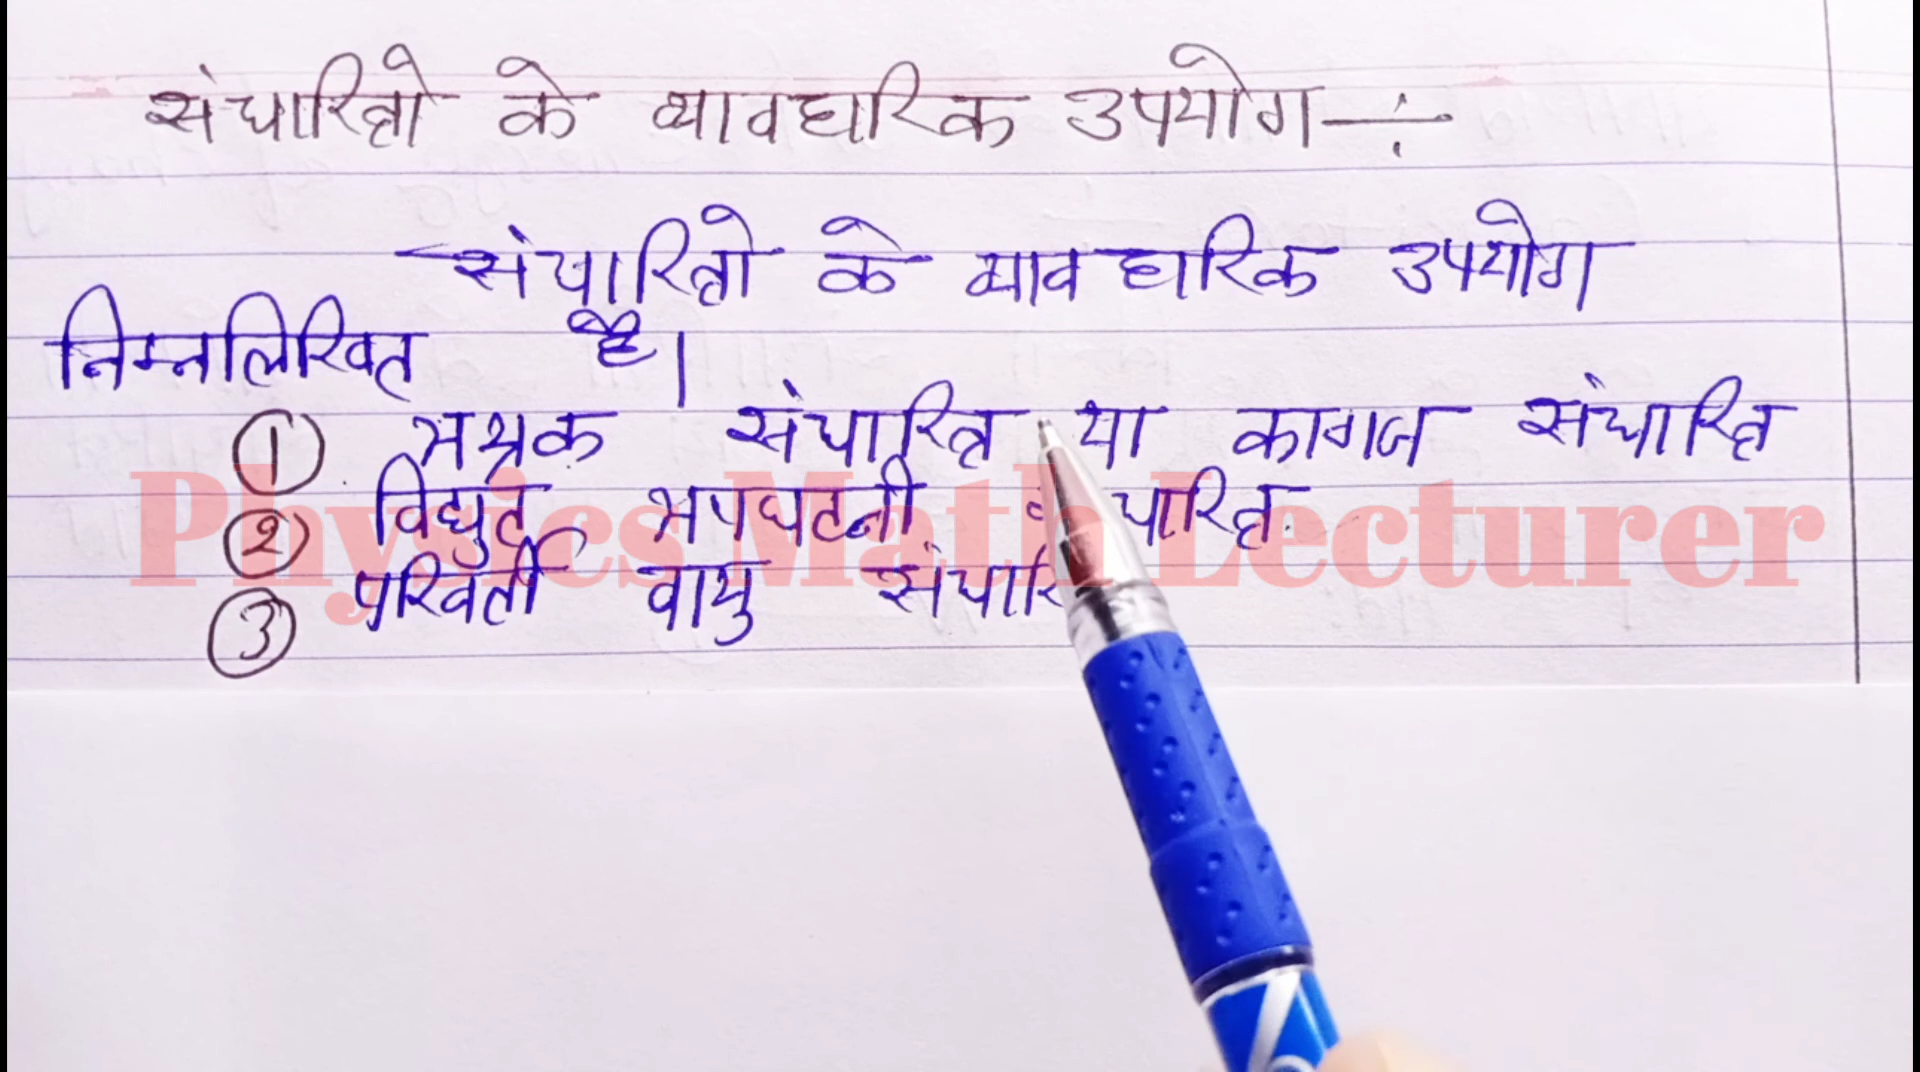 संधारित्रो के व्यावहारिक उपयोग -:
संधारित्रो के व्यावहारिक उपयोग
निम्नलिखित है।
① अभ्रक संधारित्र या कागज संधारित्र
② विद्युत अपघटनी धारित्र
③ परिवर्ती वायु
Physics Math Lecturer